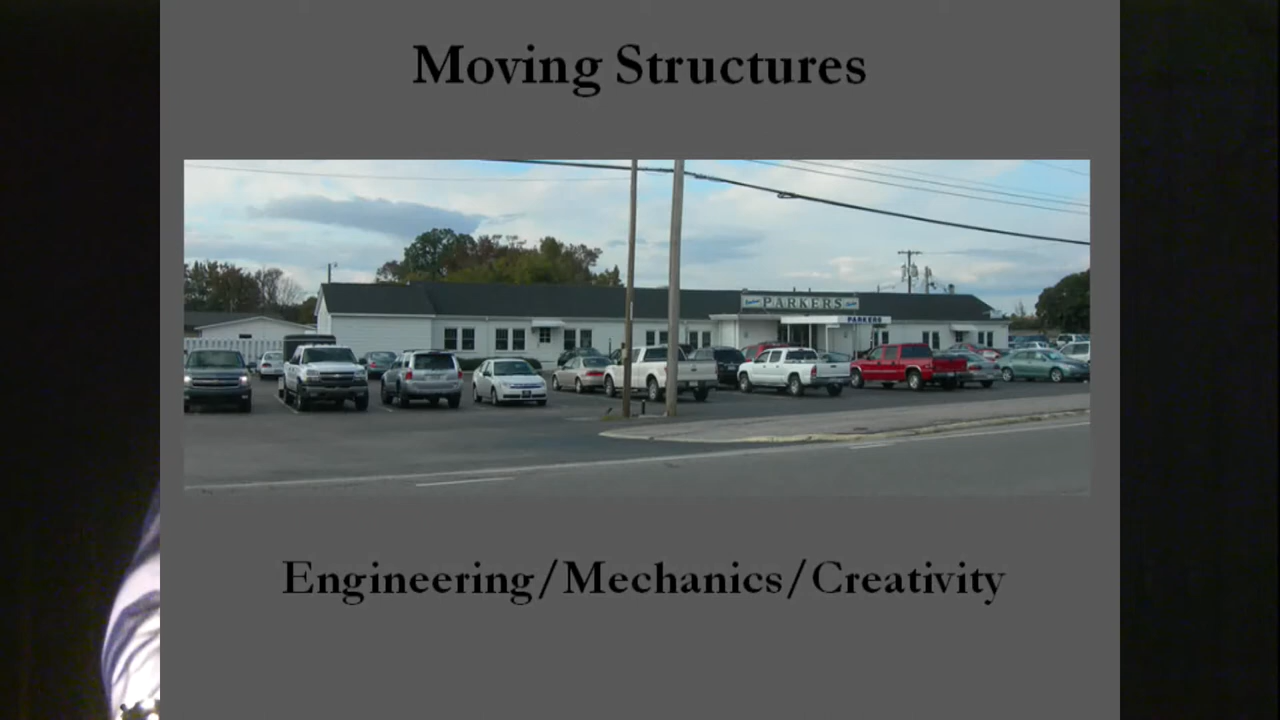 Moving Structures
PARKERS
PARKERS
Engineering/Mechanics/Creativity